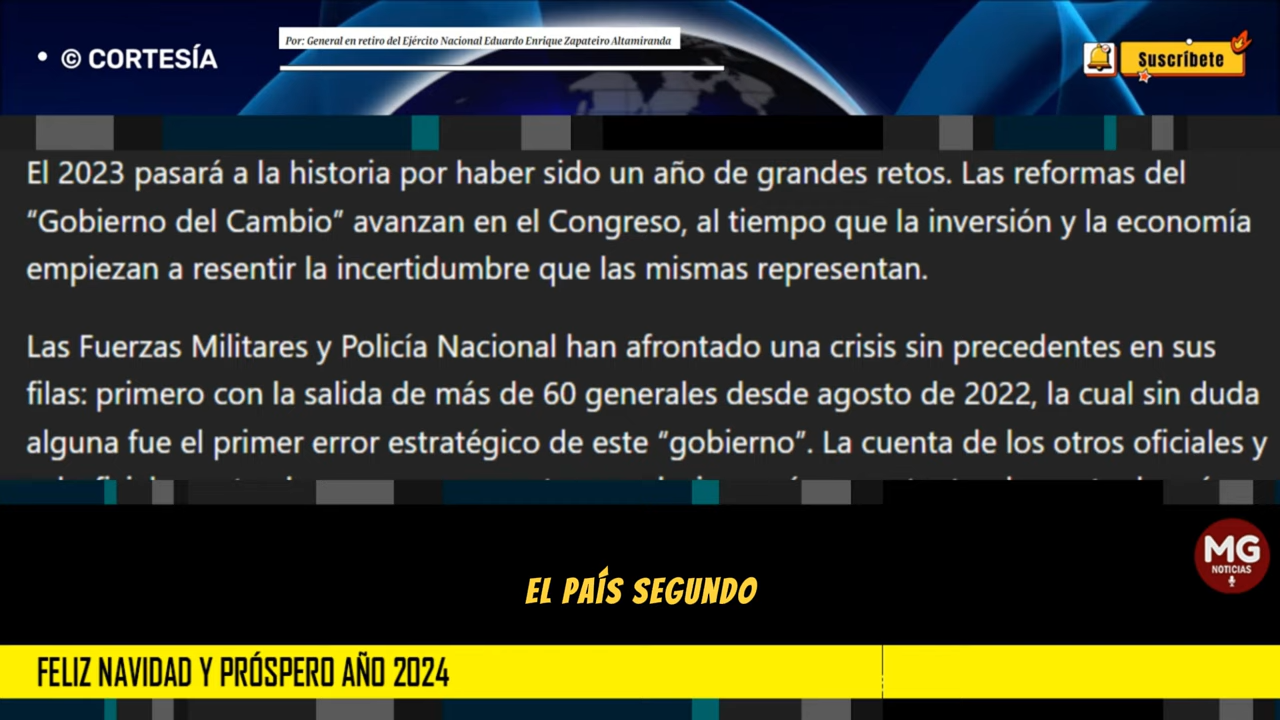 • © CORTESÍA
Por: General en retiro del Ejército Nacional Eduardo Enrique Zapateiro Altamiranda
Suscríbete
El 2023 pasará a la historia por haber sido un año de grandes retos. Las reformas del
“Gobierno del Cambio” avanzan en el Congreso, al tiempo que la inversión y la economía
empiezan a resentir la incertidumbre que las mismas representan.
Las Fuerzas Militares y Policía Nacional han afrontado una crisis sin precedentes en sus
filas: primero con la salida de más de 60 generales desde agosto de 2022, la cual sin duda
alguna fue el primer error estratégico de este “gobierno”. La cuenta de los otros oficiales y
MG
NOTICIAS
EL PAÍS SEGUNDO
FELIZ NAVIDAD Y PRÓSPERO AÑO 2024